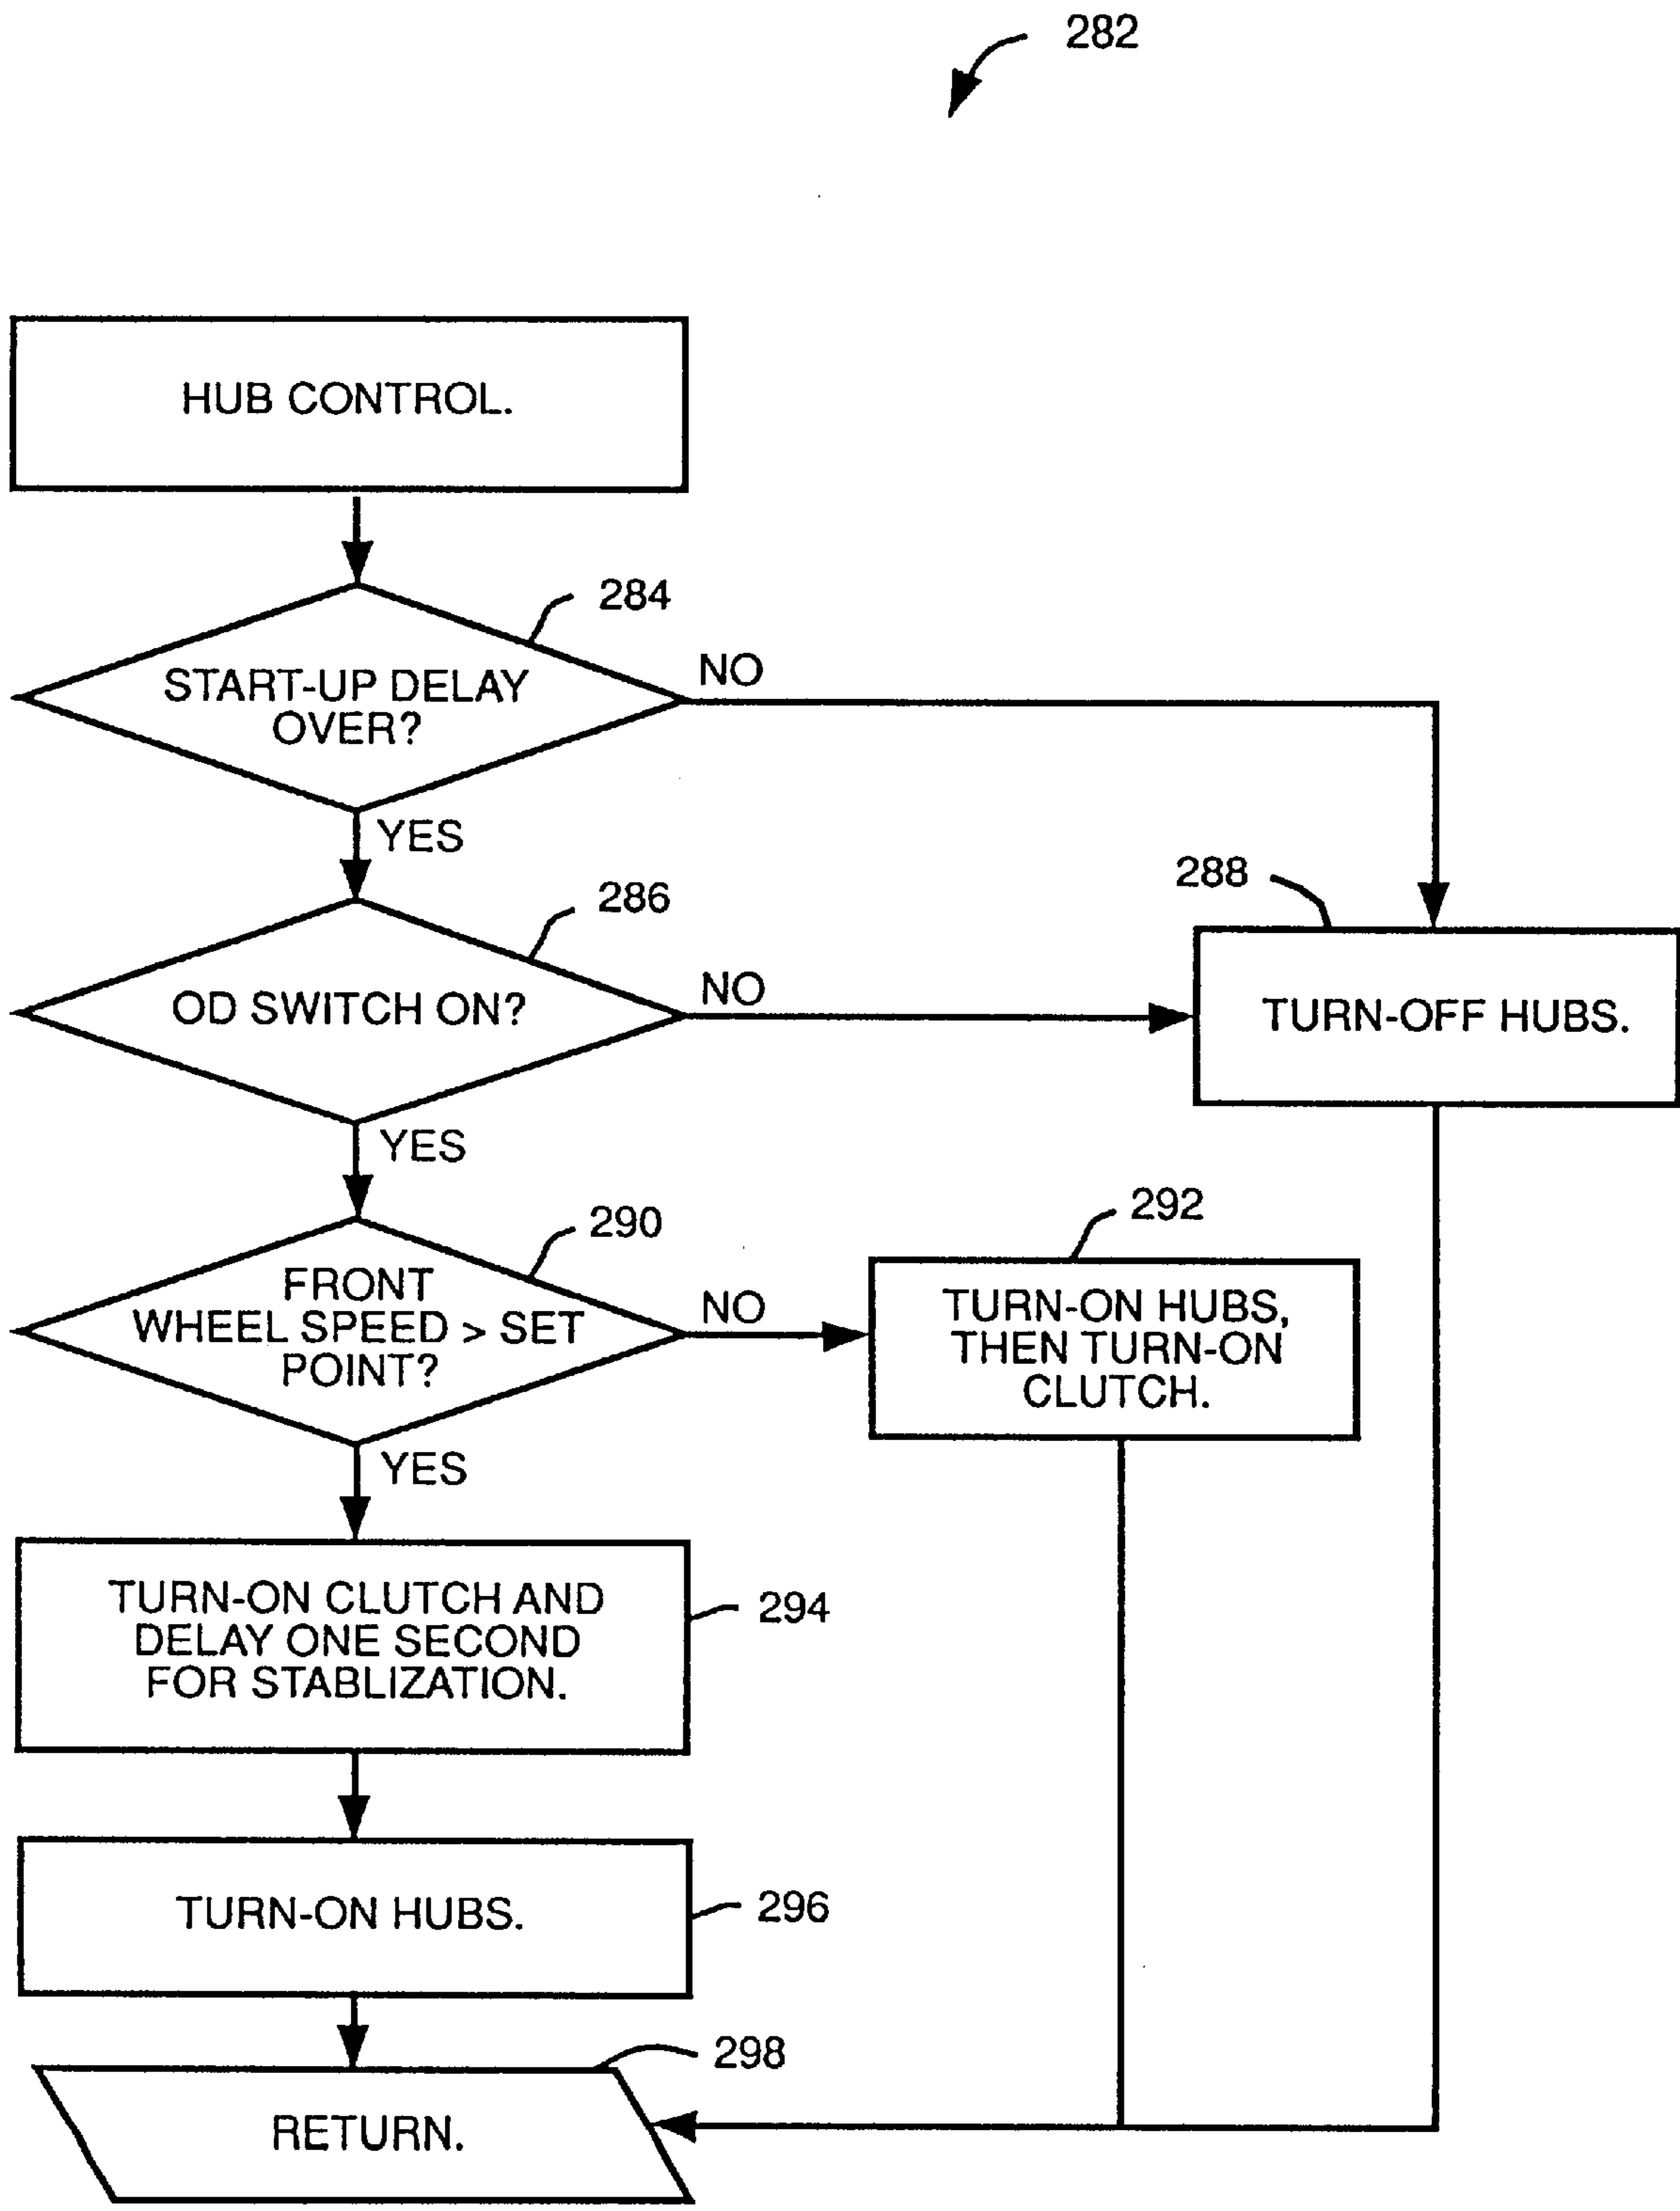 282
HUB CONTROL.
284
START-UP DELAY
OVER?
NO
YES
286
OD SWITCH ON?
NO
288
TURN-OFF HUBS.
YES
290
FRONT
WHEEL SPEED > SET
POINT?
NO
292
TURN-ON HUBS,
THEN TURN-ON
CLUTCH.
YES
TURN-ON CLUTCH AND
DELAY ONE SECOND
FOR STABLIZATION.
294
TURN-ON HUBS.
296
298
RETURN.